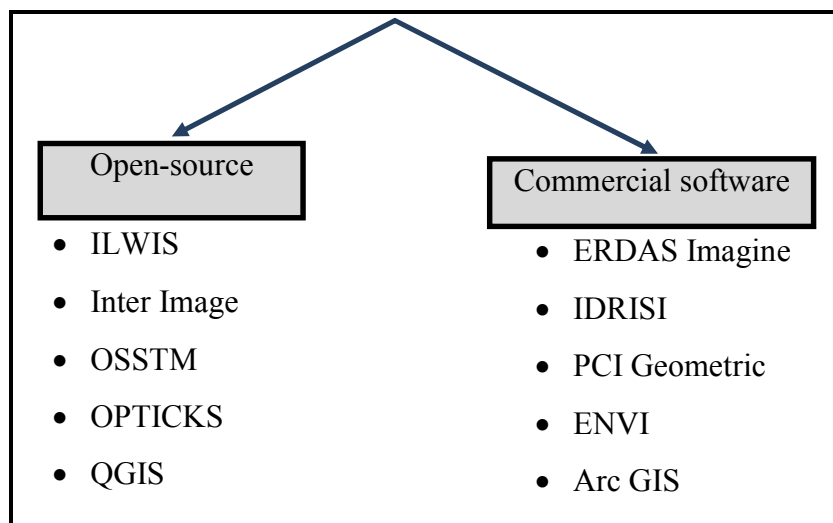 Open-source
• ILWIS
• Inter Image
• OSSTM
• OPTICKS
• QGIS
Commercial software
• ERDAS Imagine
• IDRISI
• PCI Geometric
• ENVI
• Arc GIS